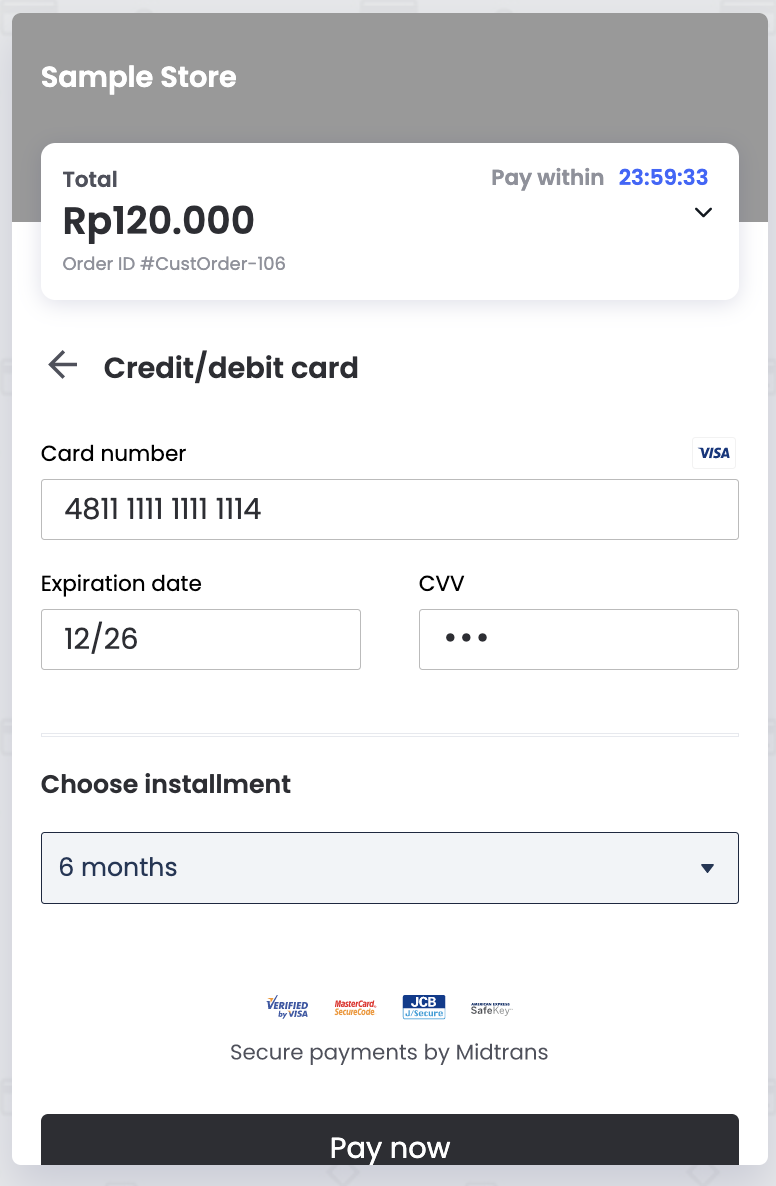 Sample Store
Total
Pay within 23:59:33
Rp120.000
Order ID #CustOrder-106
Credit/debit card
Card number
VISA
4811 1111 1111 1114
Expiration date
CVV
12/26
•••
Choose installment
6 months
VERIFIED by VISA
MasterCard. SecureCode
JCB J/Secure
AMERICAN EXPRESS SafeKey
Secure payments by Midtrans
Pay now